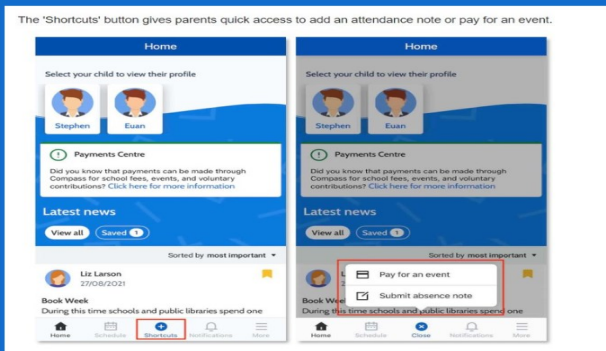 The 'Shortcuts' button gives parents quick access to add an attendance note or pay for an event.
Home
Select your child to view their profile
Stephen Euan
Payments Centre
Did you know that payments can be made through
Compass for school fees, events, and voluntary
contributions? Click here for more information
Latest news
View all Saved 1
Sorted by most important
Liz Larson
27/08/2021
Book Week
During this time schools and public libraries spend one
Home Schedule Shortcuts Notifications More
Home
Select your child to view their profile
Stephen Euan
Payments Centre
Did you know that payments can be made through
Compass for school fees, events, and voluntary
contributions? Click here for more information
Latest news
View all Saved 1
Sorted by most important
Pay for an event
Submit absence note
Book Wee
During this time schools and public libraries spend one
Home Schedule Close Notifications More